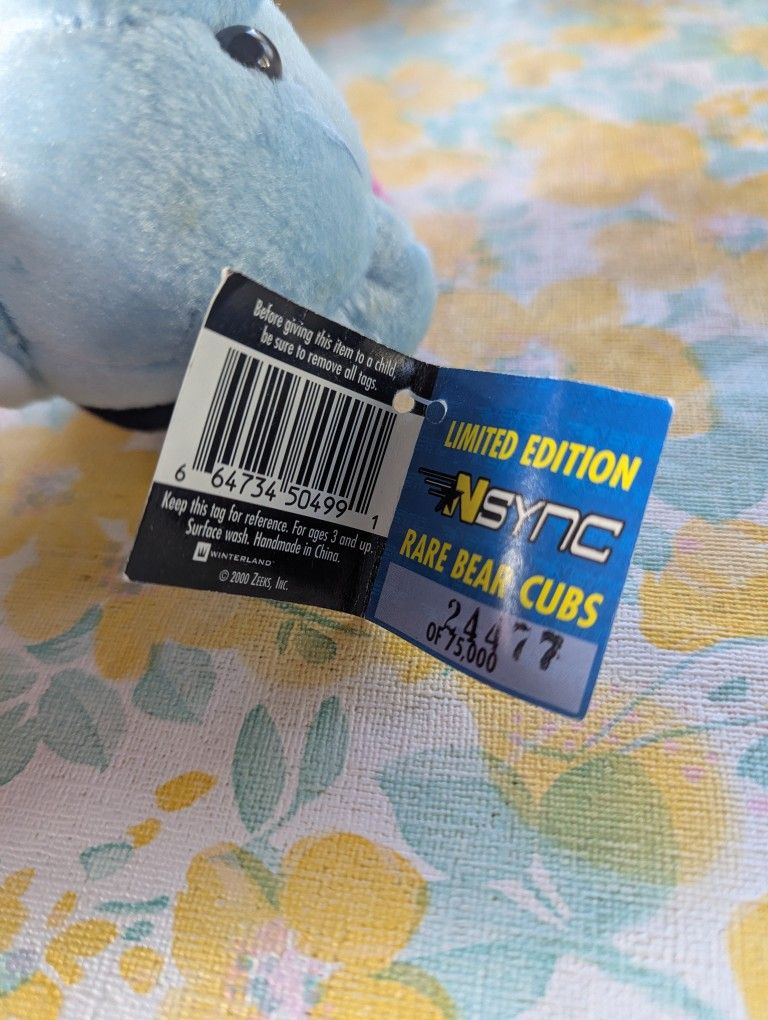 Before giving this item to a child,
be sure to remove all tags.
6 64734 50499 1
Keep this tag for reference. For ages 3 and up.
Surface wash. Handmade in China.
W WINTERLAND™
© 2000 Zeeks, Inc.
LIMITED EDITION
NSYNC
RARE BEAR CUBS
24477
OF 75,000